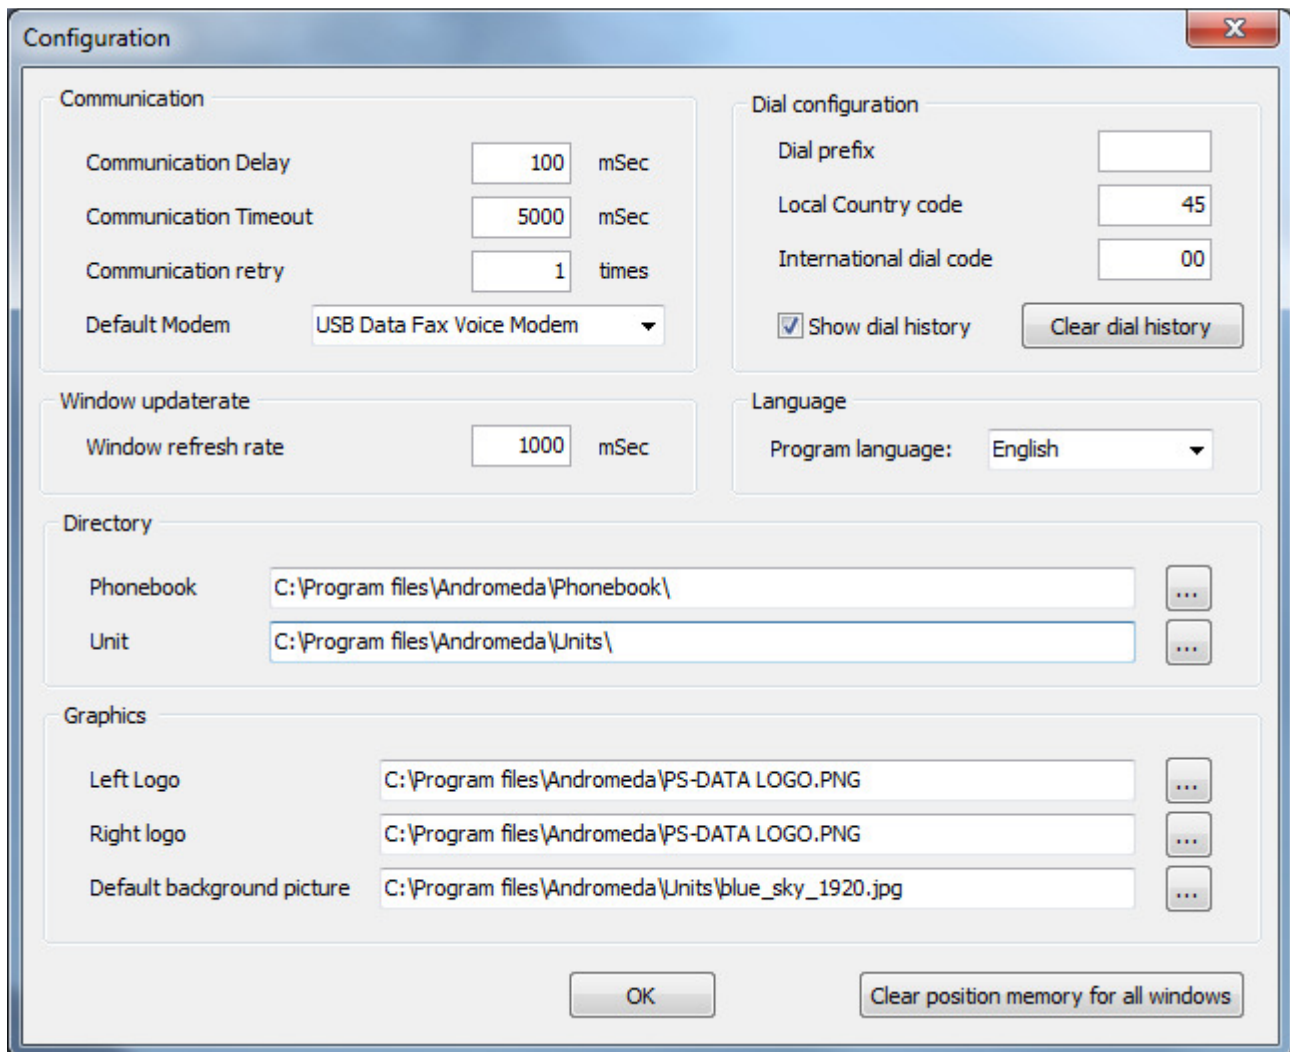 Configuration
Communication
Communication Delay 100 mSec
Communication Timeout 5000 mSec
Communication retry 1 times
Default Modem USB Data Fax Voice Modem
Dial configuration
Dial prefix
Local Country code 45
International dial code 00
Show dial history Clear dial history
Window updaterate
Window refresh rate 1000 mSec
Language
Program language: English
Directory
Phonebook C:\Program files\Andromeda\Phonebook\ ...
Unit C:\Program files\Andromeda\Units\ ...
Graphics
Left Logo C:\Program files\Andromeda\PS-DATA LOGO.PNG ...
Right logo C:\Program files\Andromeda\PS-DATA LOGO.PNG ...
Default background picture C:\Program files\Andromeda\Units\blue_sky_1920.jpg ...
OK Clear position memory for all windows